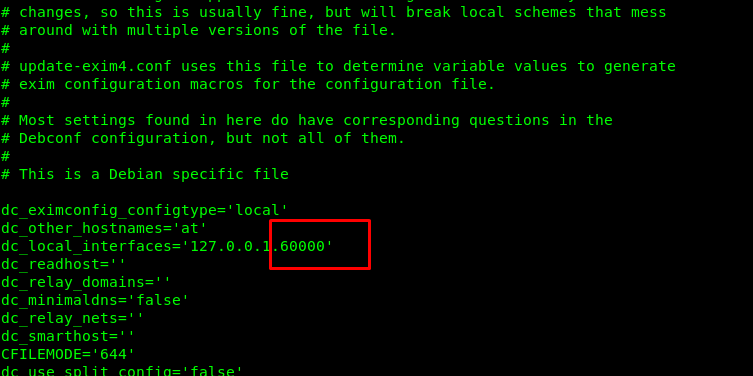 # changes, so this is usually fine, but will break local schemes that mess
# around with multiple versions of the file.
#
# update-exim4.conf uses this file to determine variable values to generate
# exim configuration macros for the configuration file.
#
# Most settings found in here do have corresponding questions in the
# Debconf configuration, but not all of them.
#
# This is a Debian specific file
dc_eximconfig_configtype='local'
dc_other_hostnames='at'
dc_local_interfaces='127.0.0.1.60000'
dc_readhost=''
dc_relay_domains=''
dc_minimaldns='false'
dc_relay_nets=''
dc_smarthost=''
CFILEMODE='644'
dc_use_split_config='false'